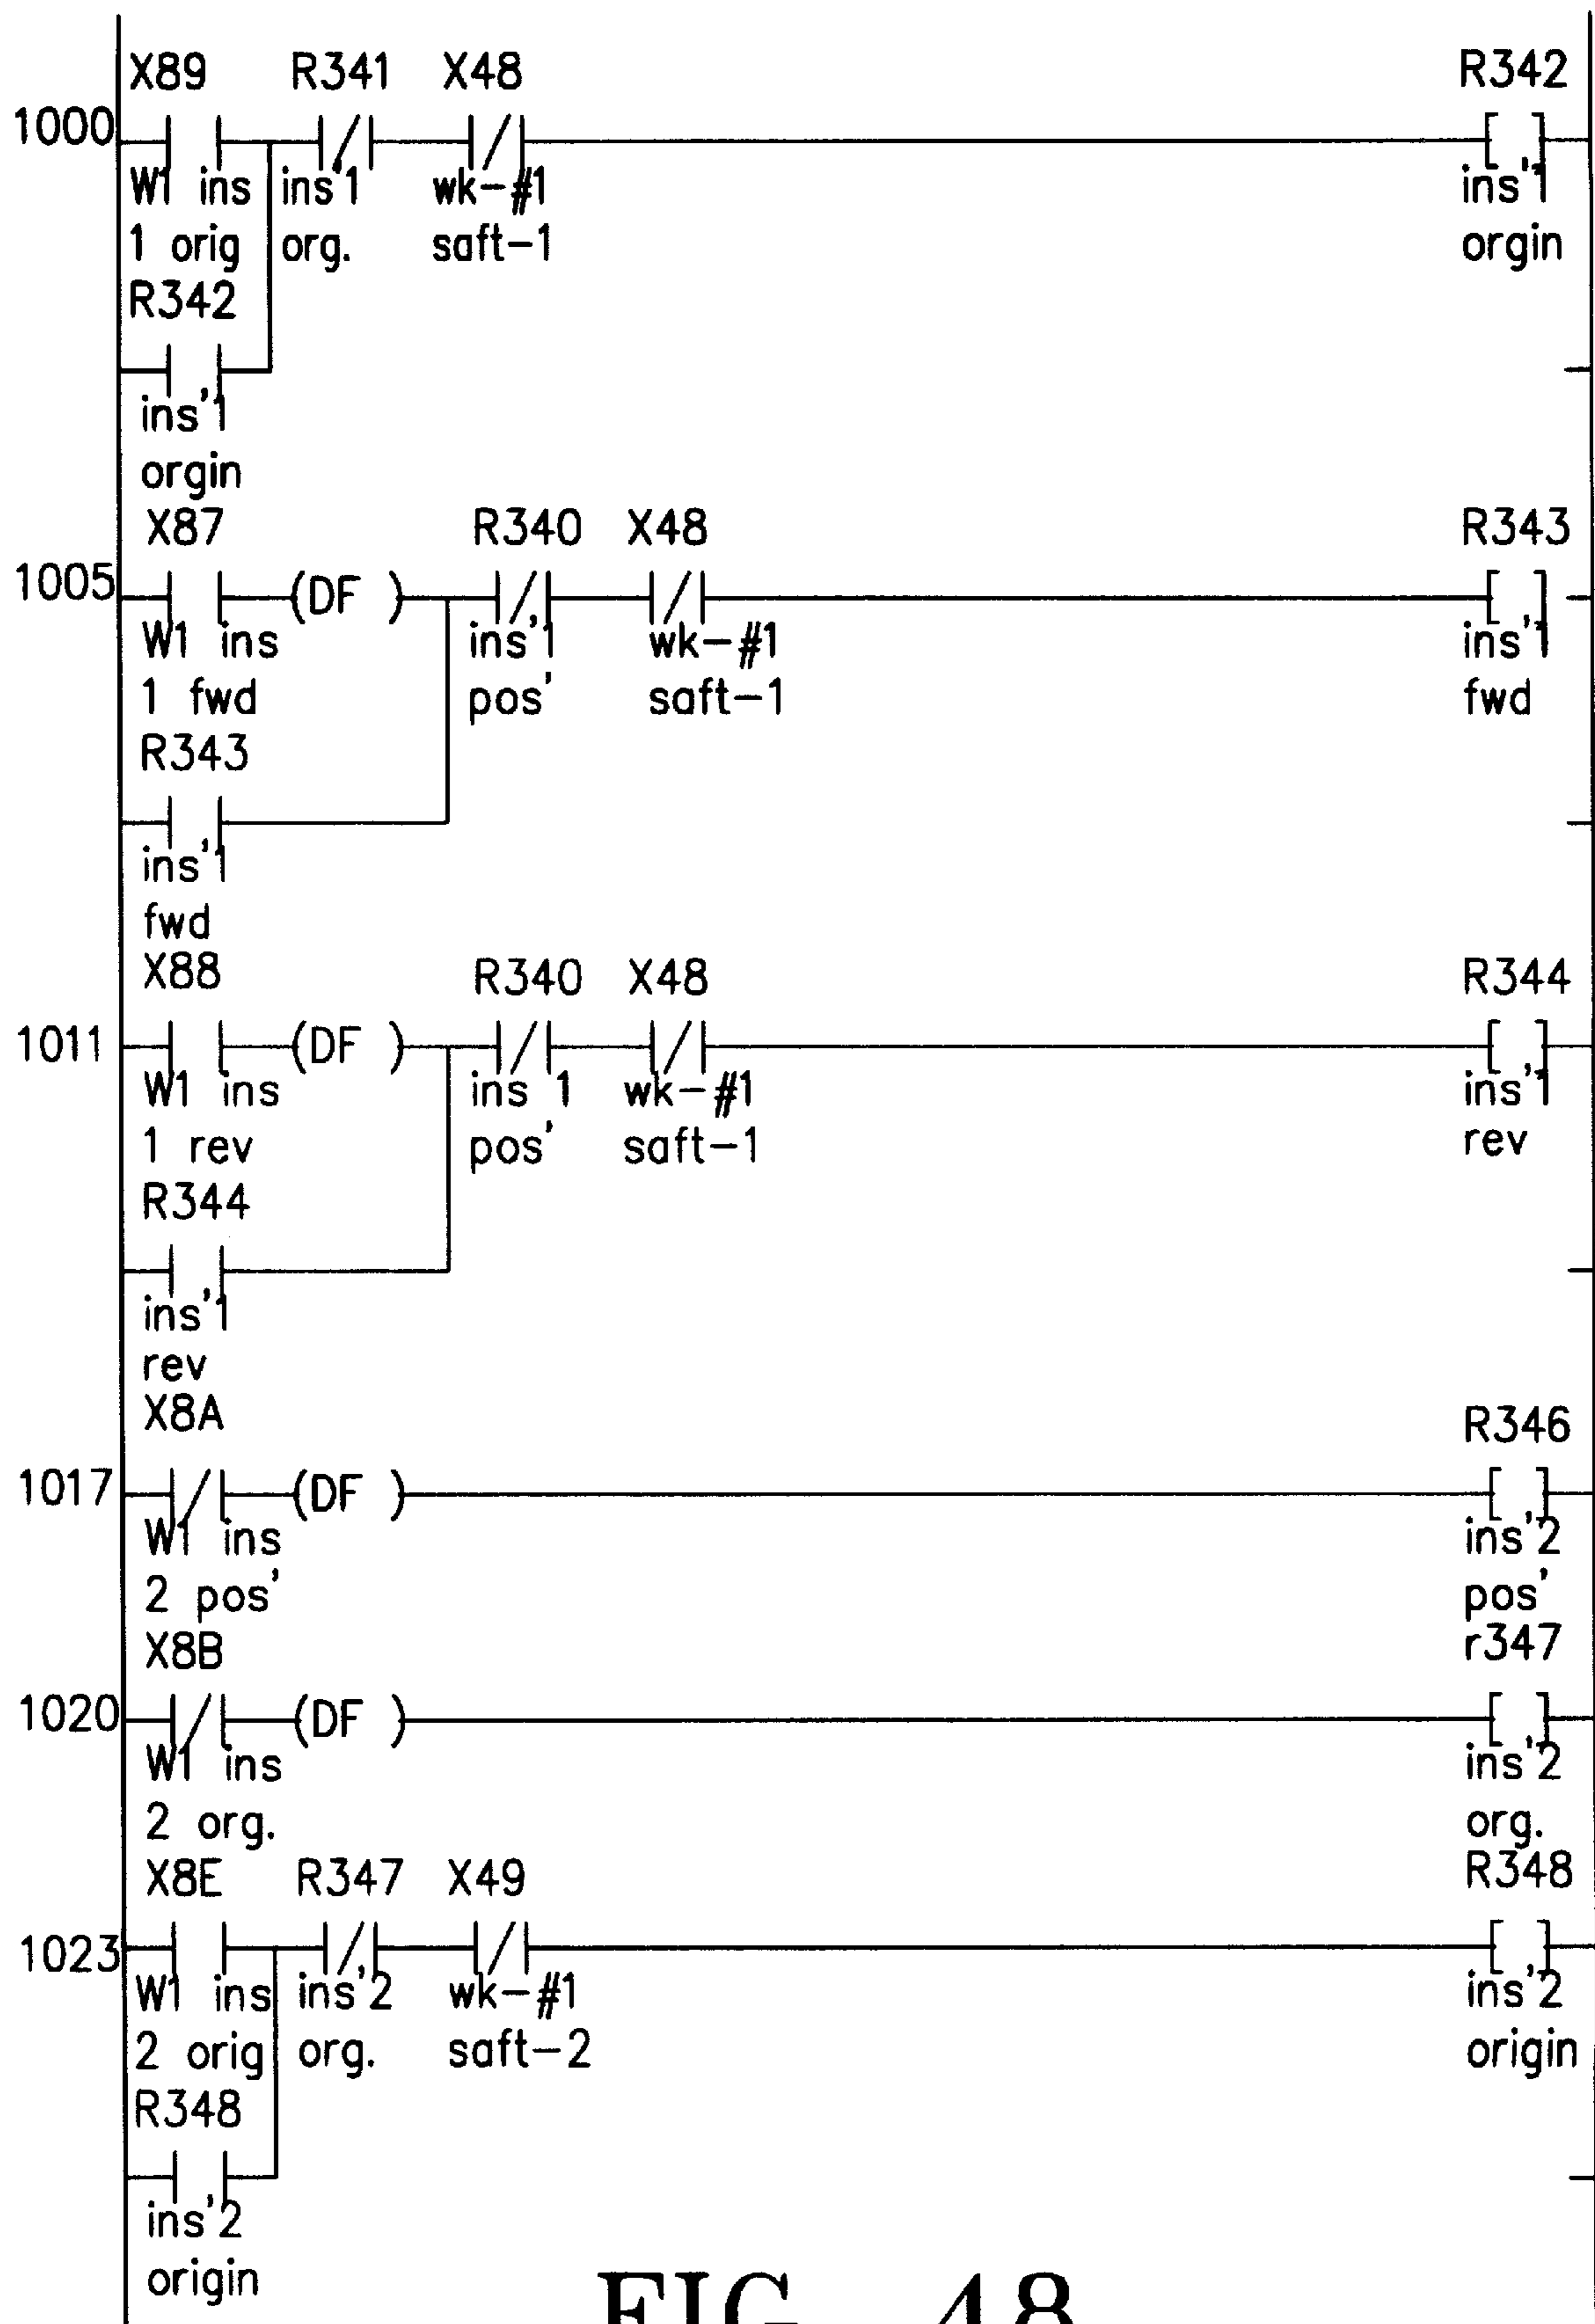 X89 R341 X48 R342
1000
W1 ins ins'1 wk-#1 ins'1
1 orig org. saft-1 orgin
R342
ins'1
orgin
X87 R340 X48 R343
1005 (DF )
W1 ins ins'1 wk-#1 ins'1
1 fwd pos' saft-1 fwd
R343
ins'1
fwd
X88 R340 X48 R344
1011 (DF )
W1 ins ins 1 wk-#1 ins'1
1 rev pos' saft-1 rev
R344
ins'1
rev
X8A R346
1017 (DF )
W1 ins ins'2
2 pos' pos'
X8B r347
1020 (DF )
W1 ins ins'2
2 org. org.
X8E R347 X49 R348
1023
W1 ins ins'2 wk-#1 ins'2
2 orig org. saft-2 origin
R348
ins'2
origin
FIG. 48